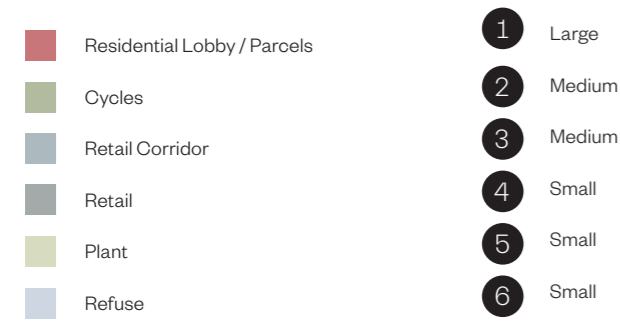 Residential Lobby / Parcels
Cycles
Retail Corridor
Retail
Plant
Refuse
1 Large
2 Medium
3 Medium
4 Small
5 Small
6 Small